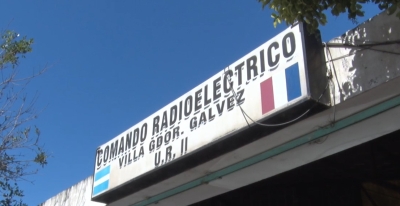 COMANDO RADIOELECTRICO
VILLA GDOR. GALVEZ
U.R. II